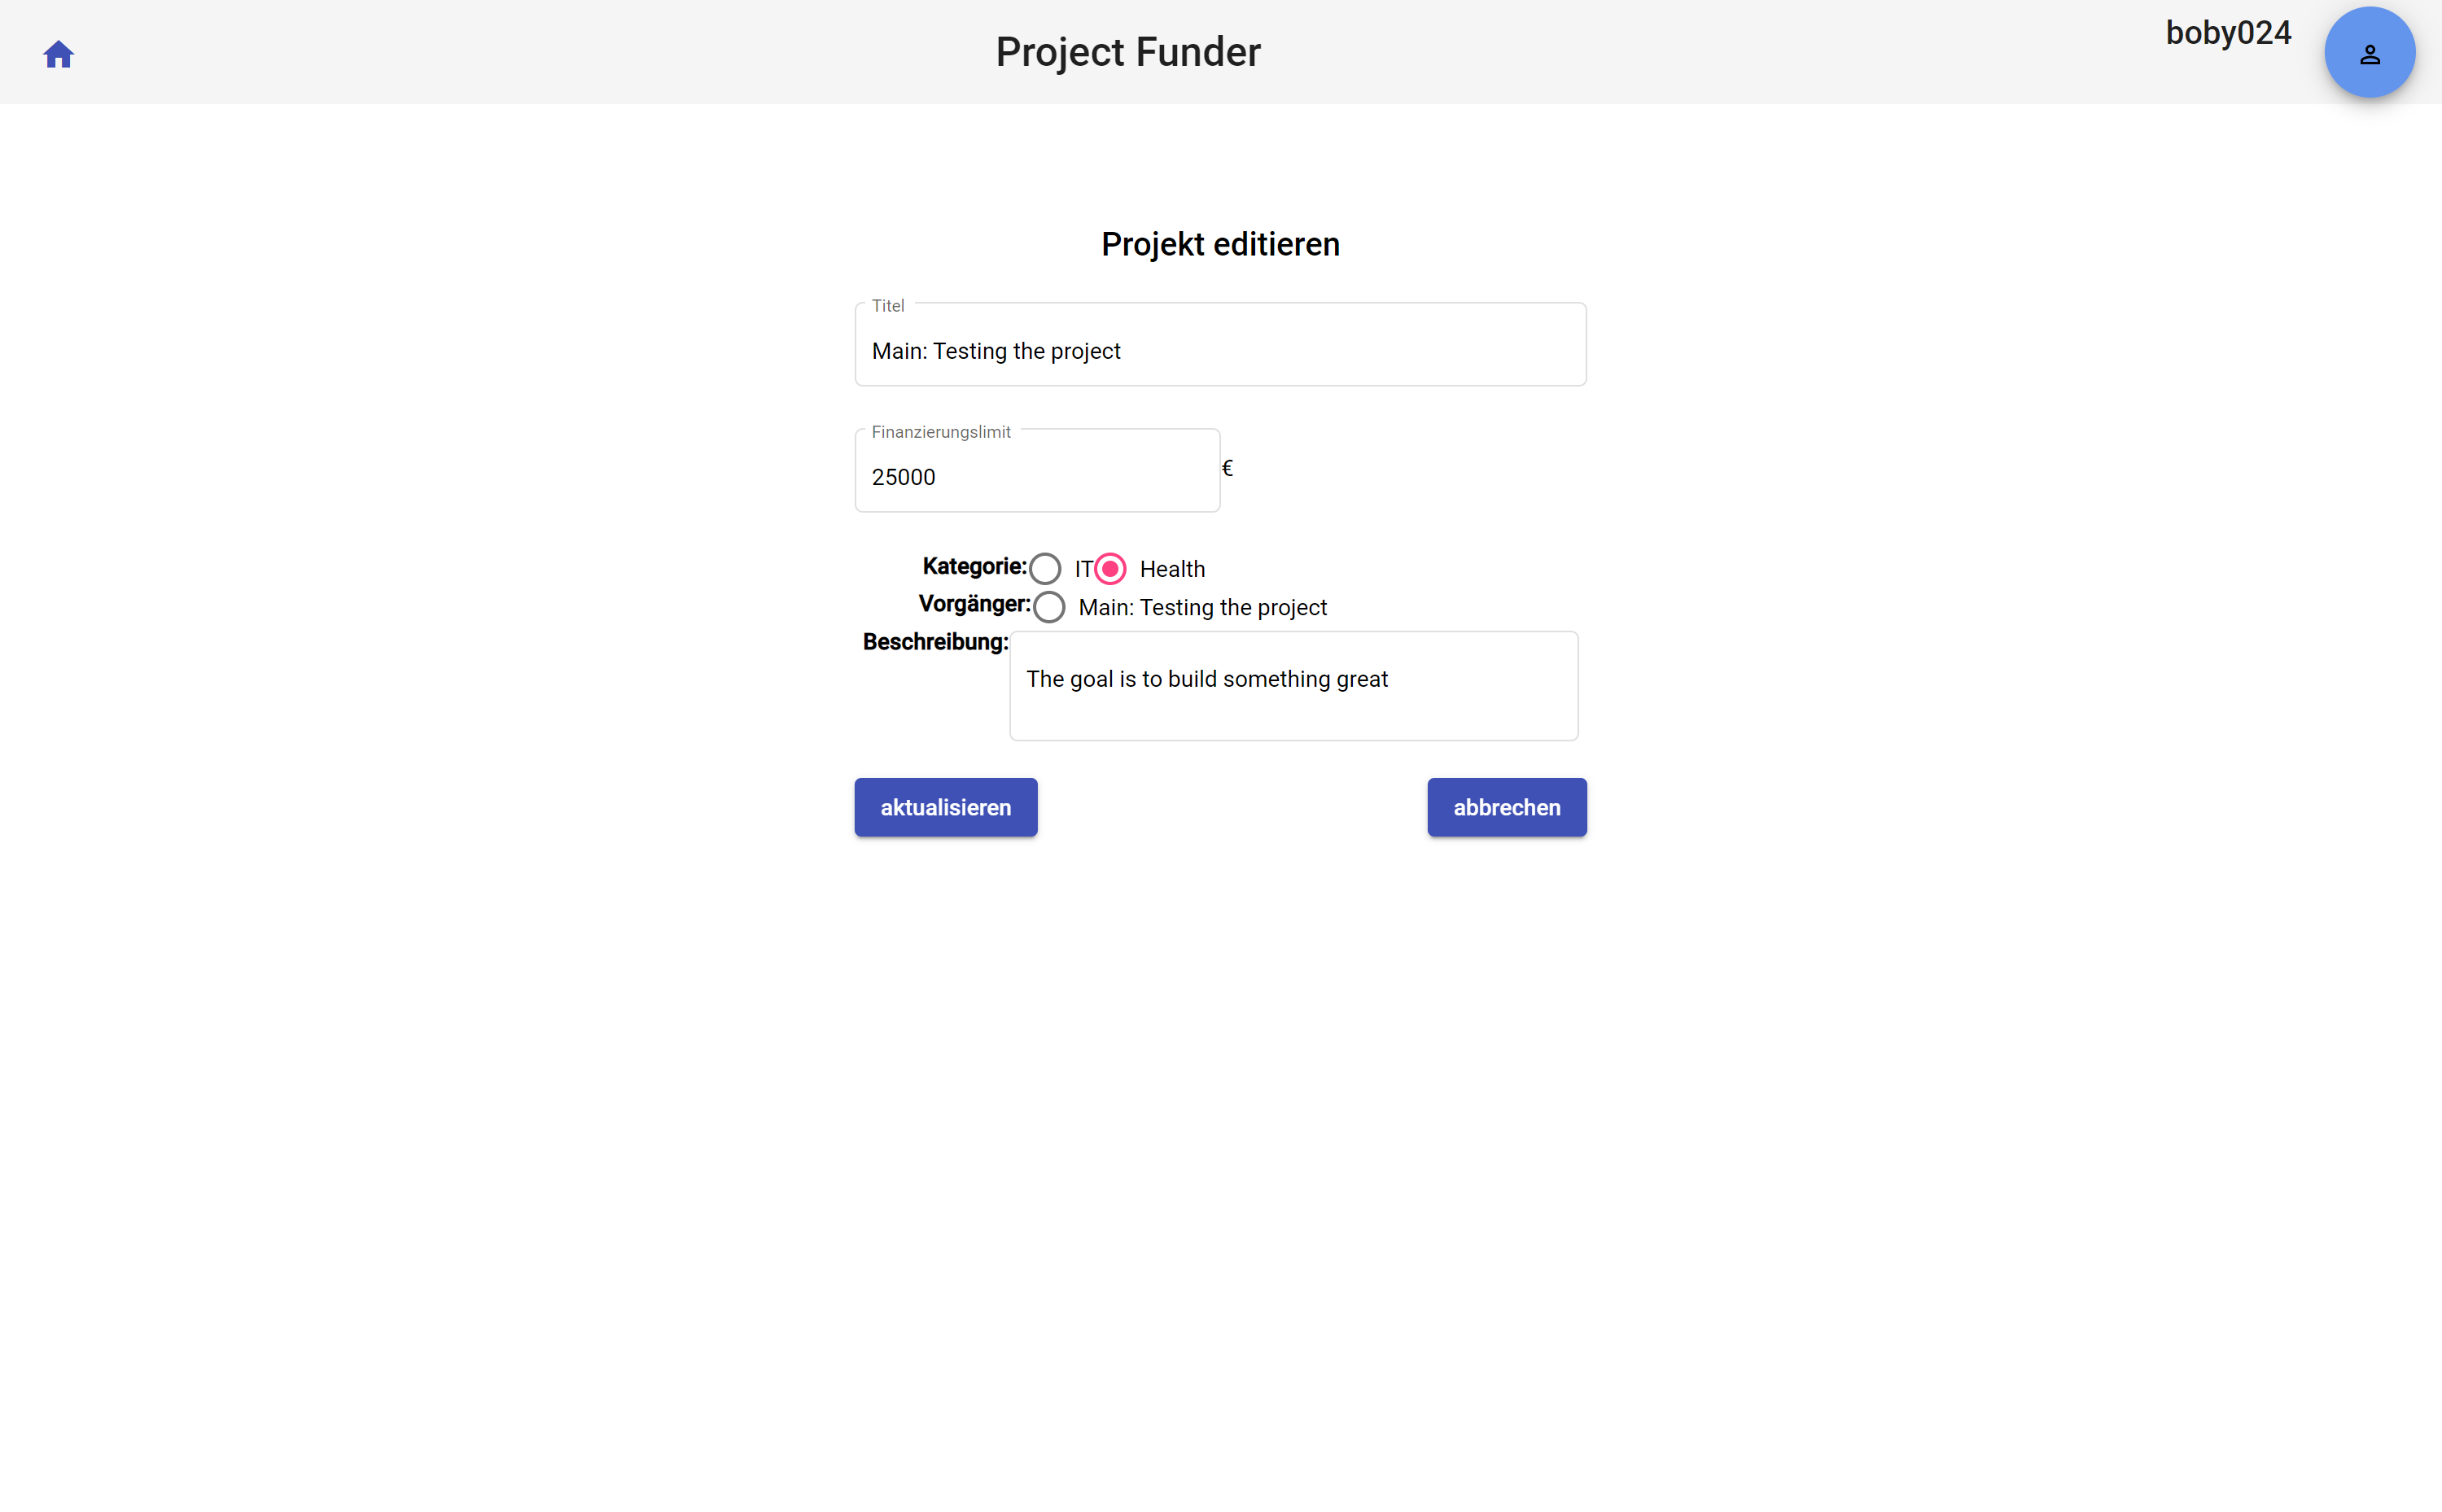 Project Funder
boby024
Projekt editieren
Titel
Main: Testing the project
Finanzierungslimit
25000
€
Kategorie: IT Health
Vorgänger: Main: Testing the project
Beschreibung:
The goal is to build something great
aktualisieren abbrechen